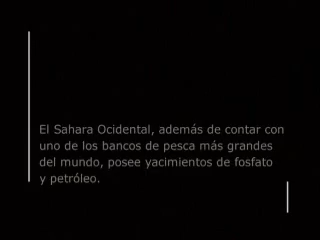 El Sahara Ocidental, además de contar con
uno de los bancos de pesca más grandes
del mundo, posee yacimientos de fosfato
y petróleo.